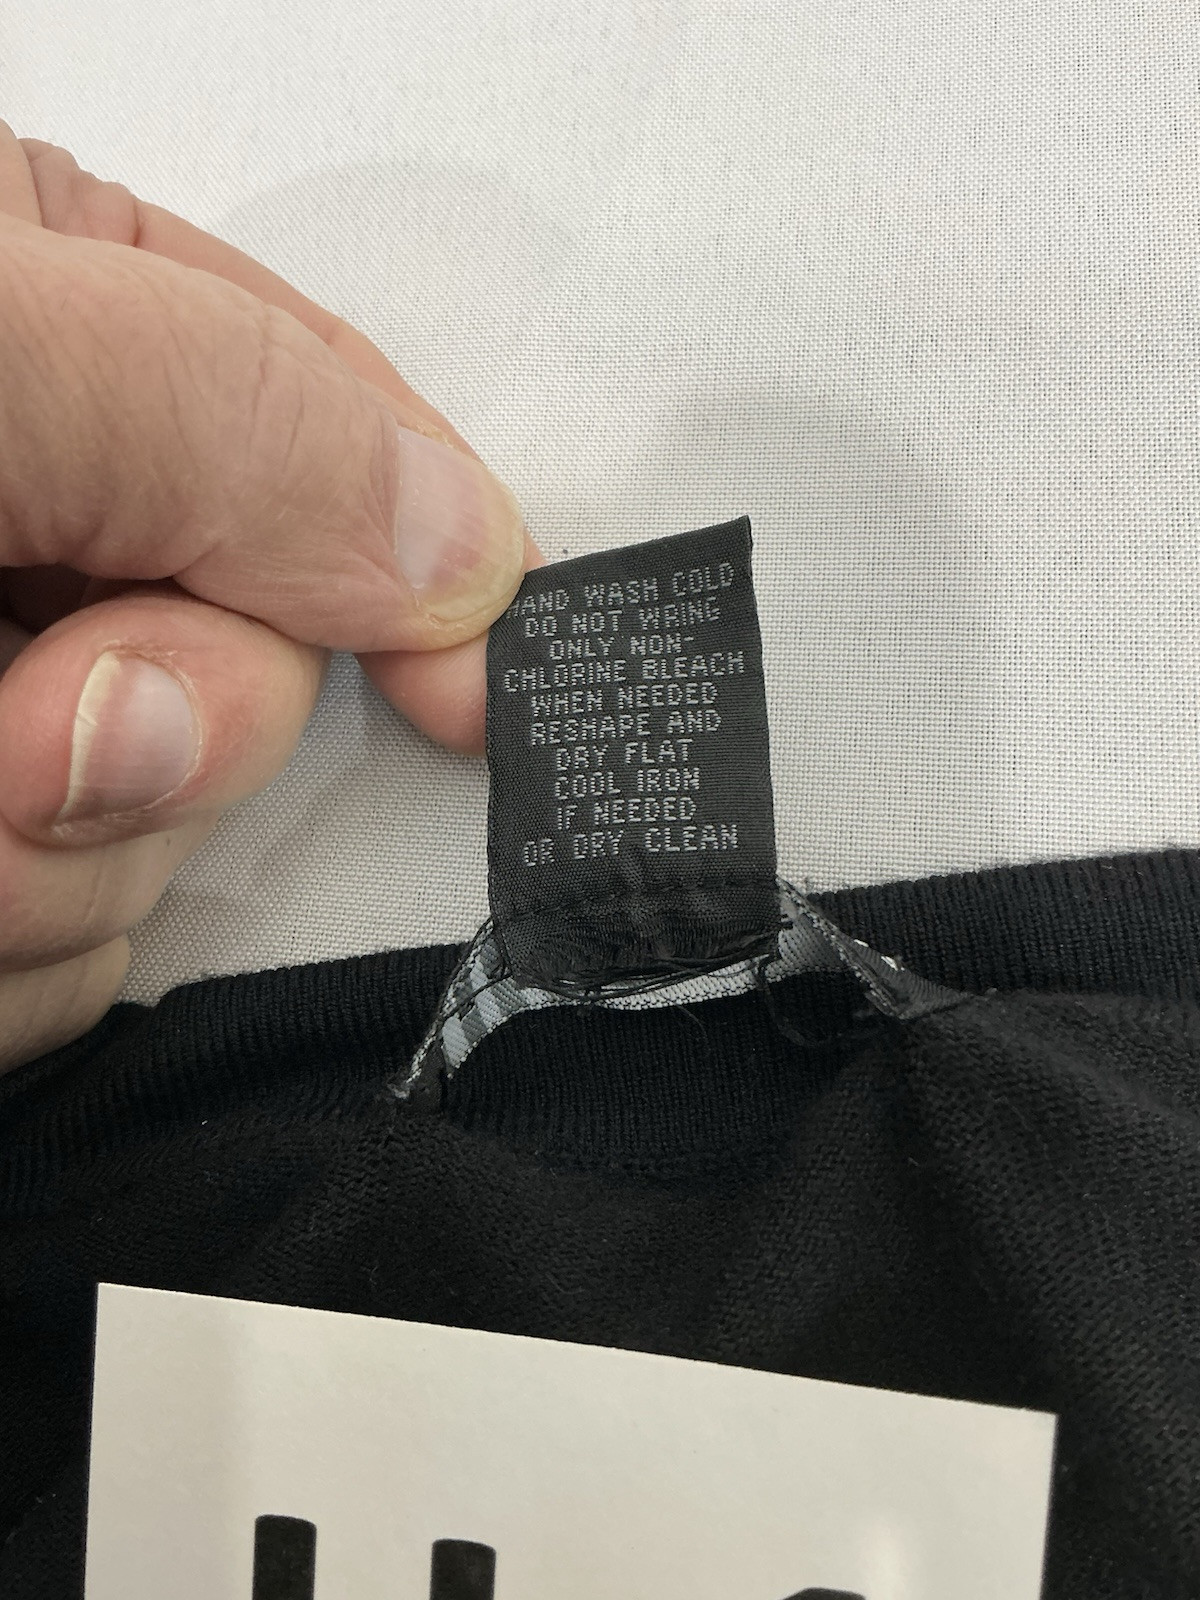 HAND WASH COLD
DO NOT WRING
ONLY NON-
CHLORINE BLEACH
WHEN NEEDED
RESHAPE AND
DRY FLAT
COOL IRON
IF NEEDED
OR DRY CLEAN